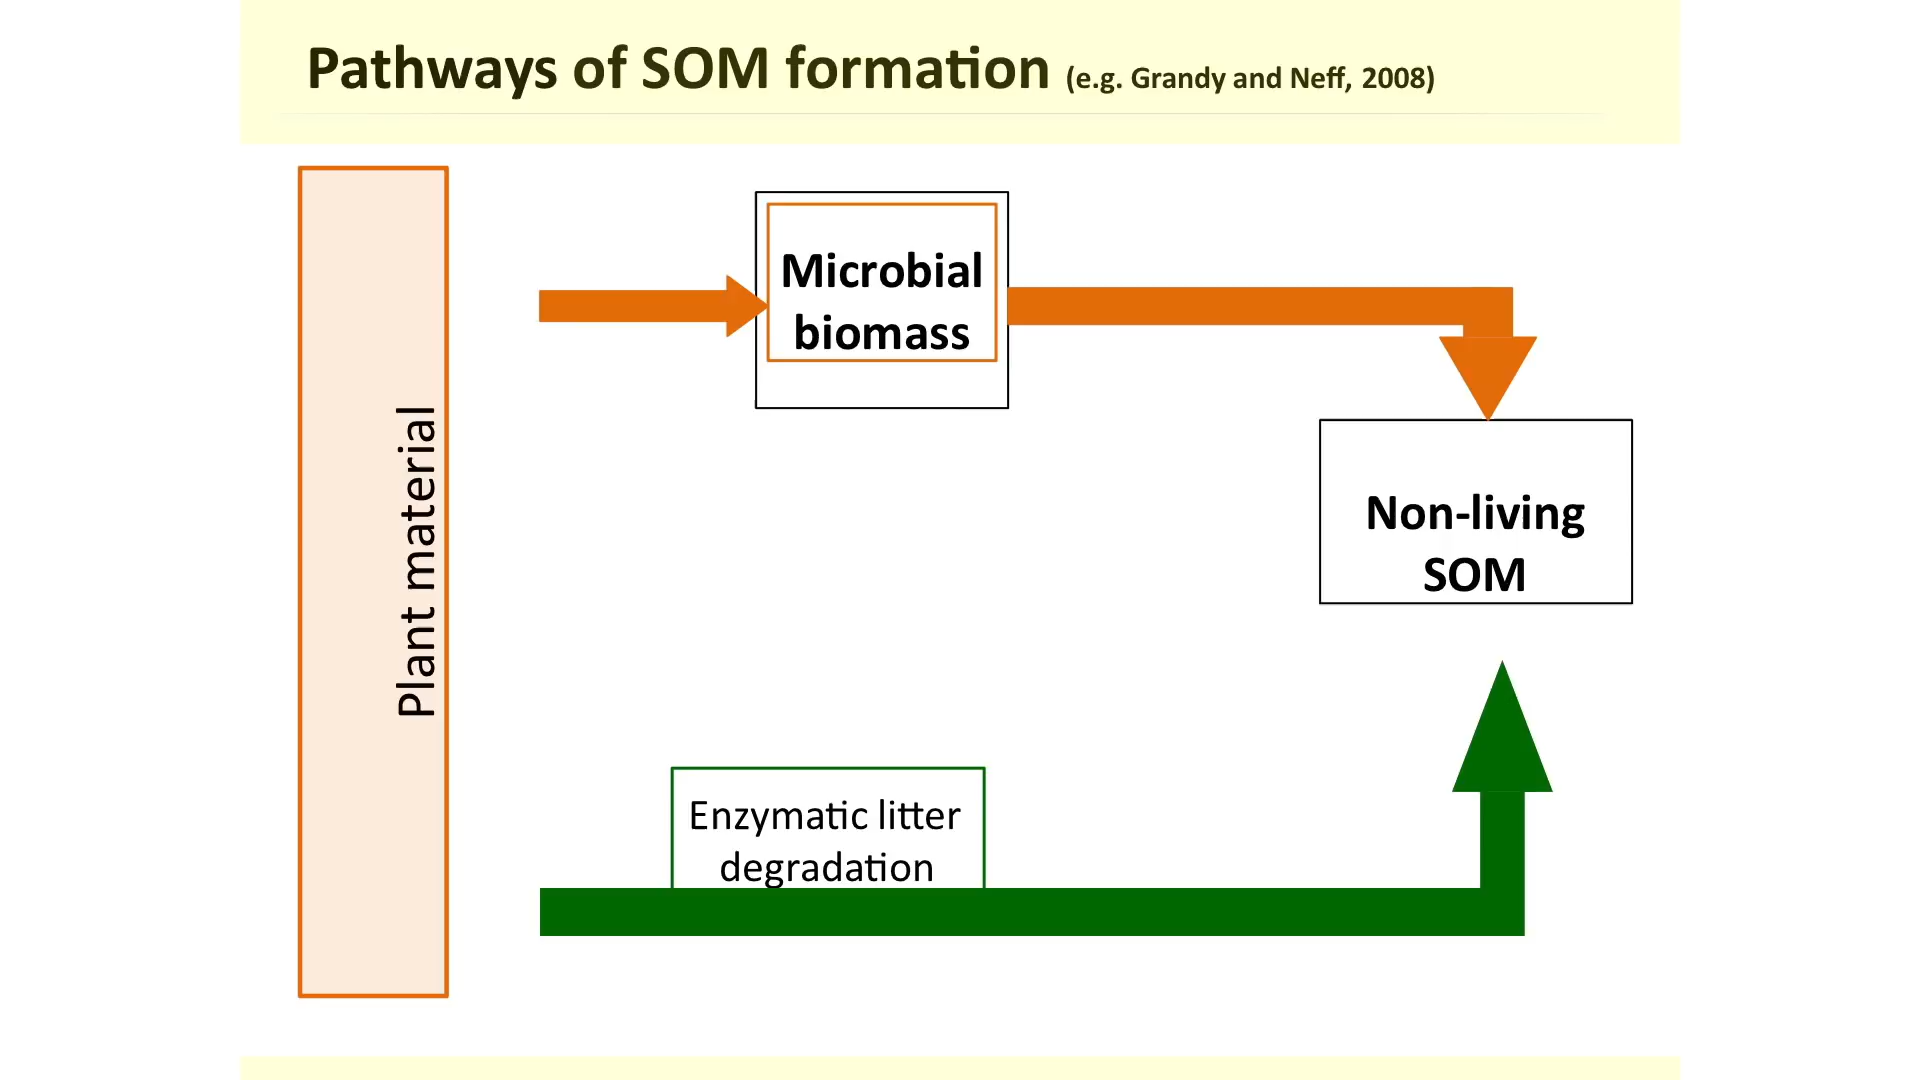 Pathways of SOM formation (e.g. Grandy and Neff, 2008)
Plant material
Microbial
biomass
Non-living
SOM
Enzymatic litter
degradation